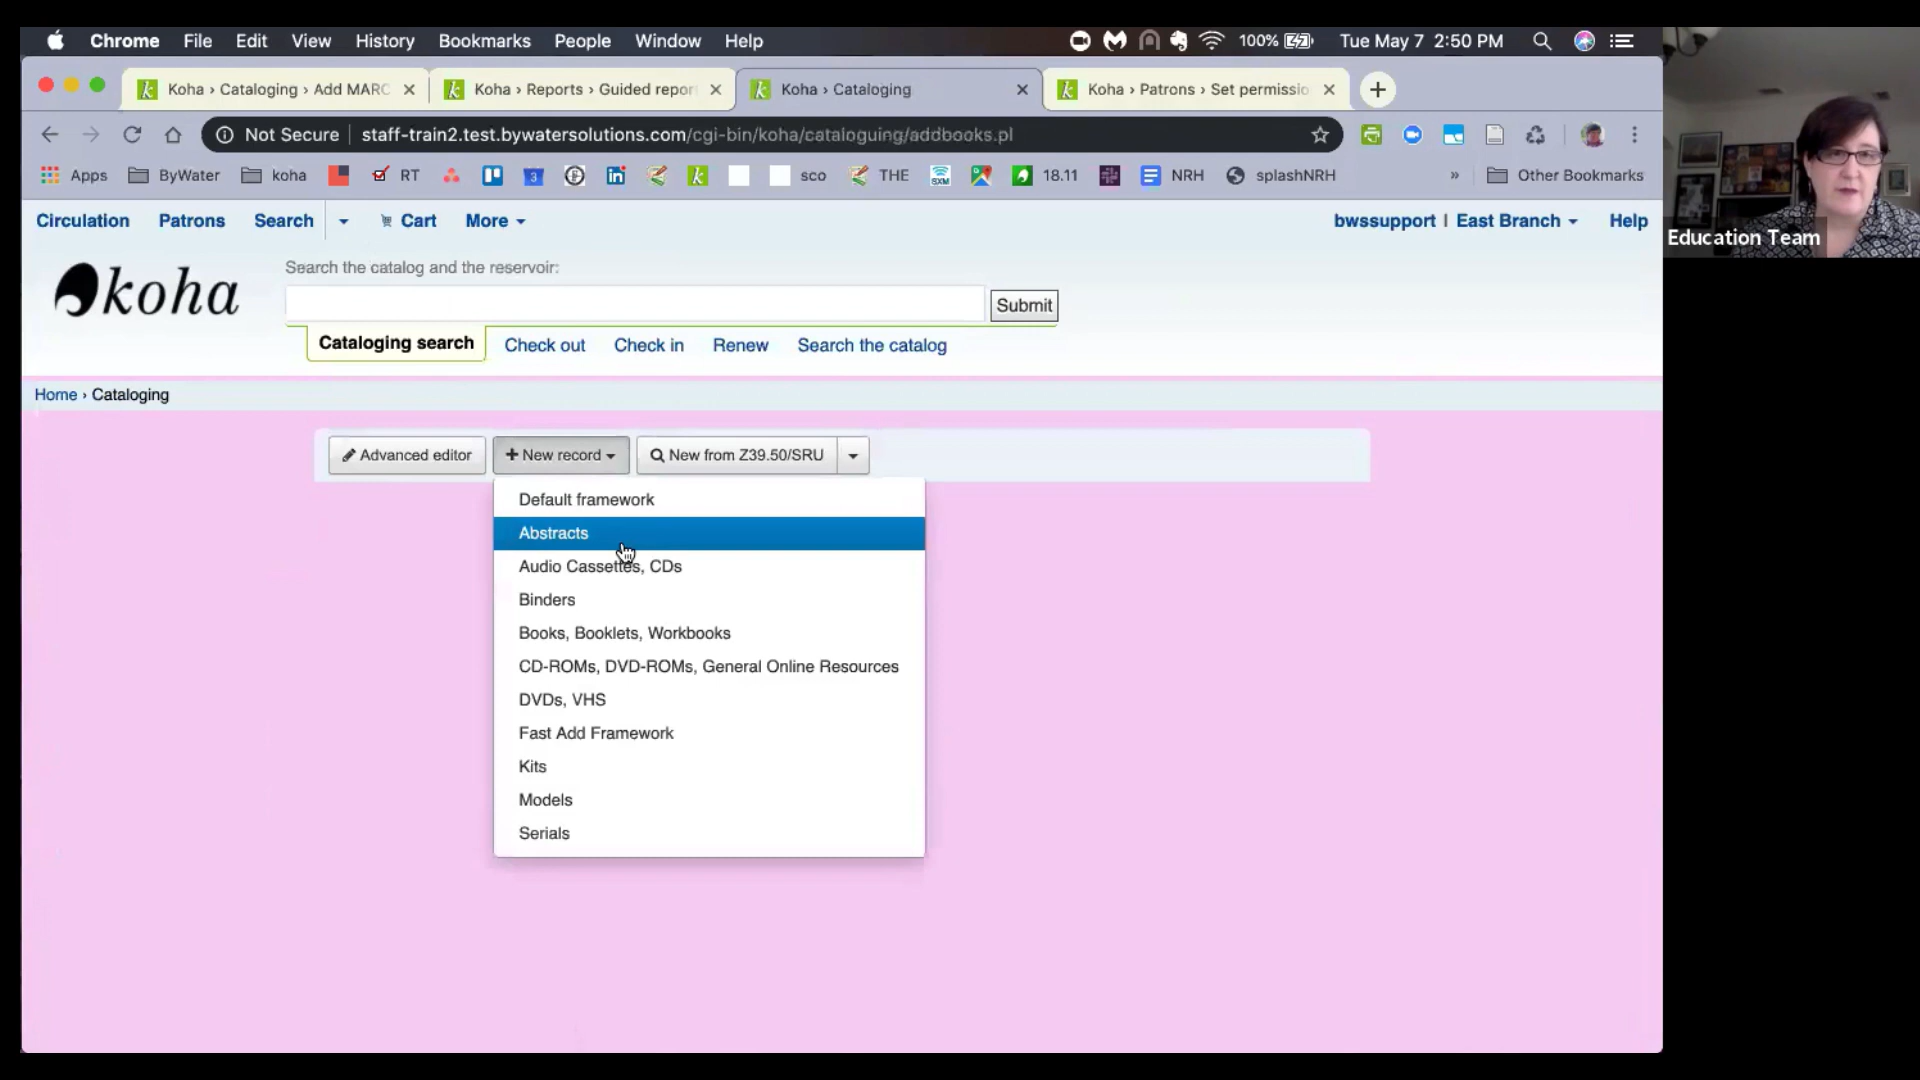 Chrome File Edit View History Bookmarks People Window Help 100% Tue May 7 2:50 PM
Koha › Cataloging › Add MARC Koha › Reports › Guided repor Koha › Cataloging Koha › Patrons › Set permissio
Not Secure staff-train2.test.bywatersolutions.com/cgi-bin/koha/cataloguing/addbooks.pl
Apps ByWater koha RT 3 sco THE SXM 18.11 NRH splashNRH » Other Bookmarks
Circulation Patrons Search Cart More bwssupport | East Branch Help
Education Team
Search the catalog and the reservoir:
koha
Submit
Cataloging search Check out Check in Renew Search the catalog
Home › Cataloging
Advanced editor + New record New from Z39.50/SRU
Default framework
Abstracts
Audio Cassettes, CDs
Binders
Books, Booklets, Workbooks
CD-ROMs, DVD-ROMs, General Online Resources
DVDs, VHS
Fast Add Framework
Kits
Models
Serials